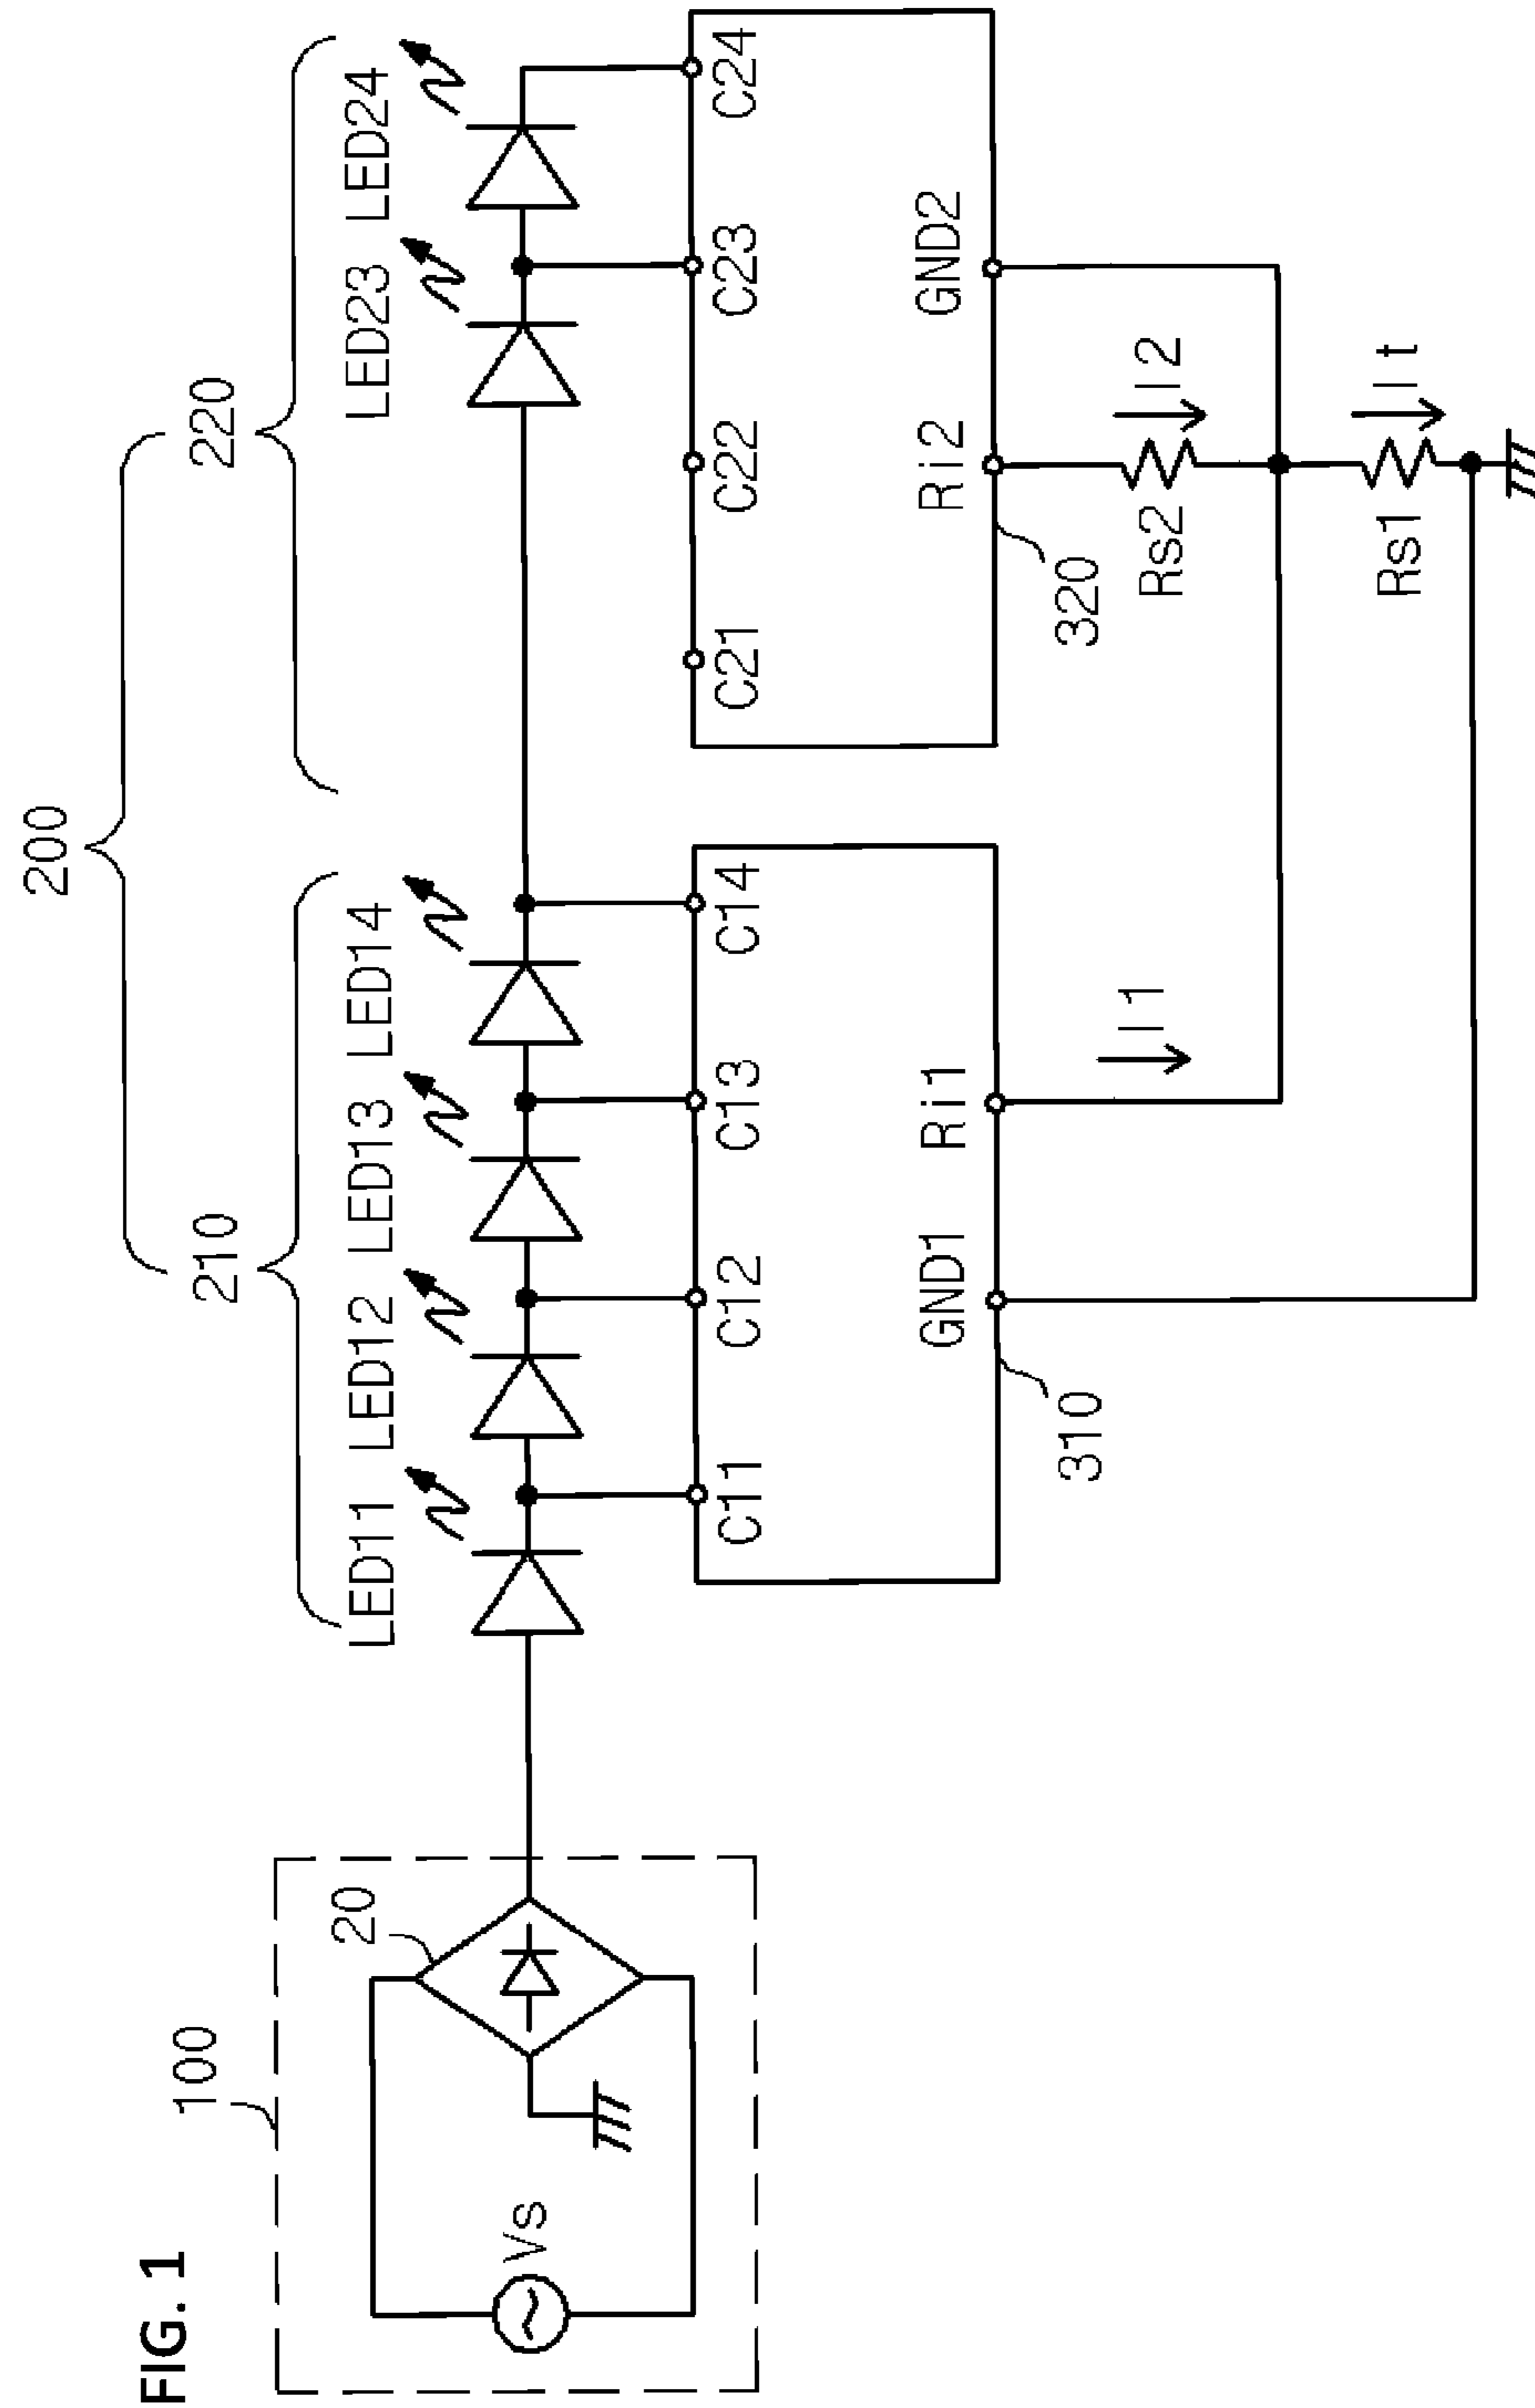 FIG. 1
200
210
220
100
20
Vs
LED11
LED12
LED13
LED14
LED23
LED24
C11
C12
C13
C14
C21
C22
C23
C24
GND1
Ri1
Ri2
GND2
310
320
I1
Rs2
I2
Rs1
It